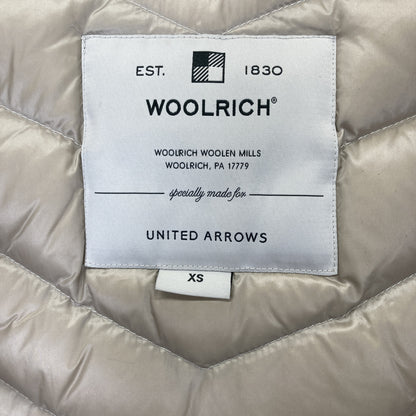 EST. 1830
WOOLRICH®
WOOLRICH WOOLEN MILLS
WOOLRICH, PA 17779
specially made for
UNITED ARROWS
XS